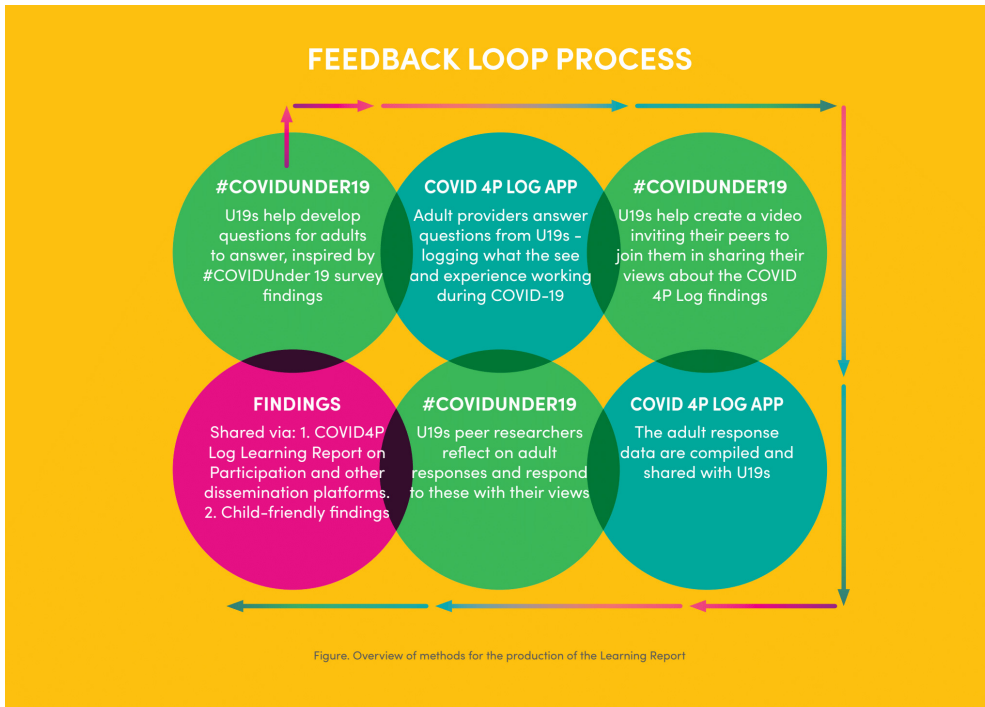 FEEDBACK LOOP PROCESS
#COVIDUNDER19
U19s help develop
questions for adults
to answer, inspired by
#COVIDUnder 19 survey
findings
COVID 4P LOG APP
Adult providers answer
questions from U19s -
logging what the see
and experience working
during COVID-19
#COVIDUNDER19
U19s help create a video
inviting their peers to
join them in sharing their
views about the COVID
4P Log findings
FINDINGS
Shared via: 1. COVID4P
Log Learning Report on
Participation and other
dissemination platforms.
2. Child-friendly findings
#COVIDUNDER19
U19s peer researchers
reflect on adult
responses and respond
to these with their views
COVID 4P LOG APP
The adult response
data are compiled and
shared with U19s
Figure. Overview of methods for the production of the Learning Report